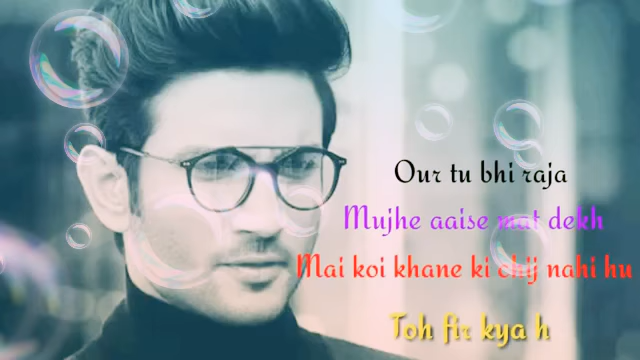 Our tu bhi raja
Mujhe aaise mat dekh
Mai koi khane ki chij nahi hu
Toh fir kya h